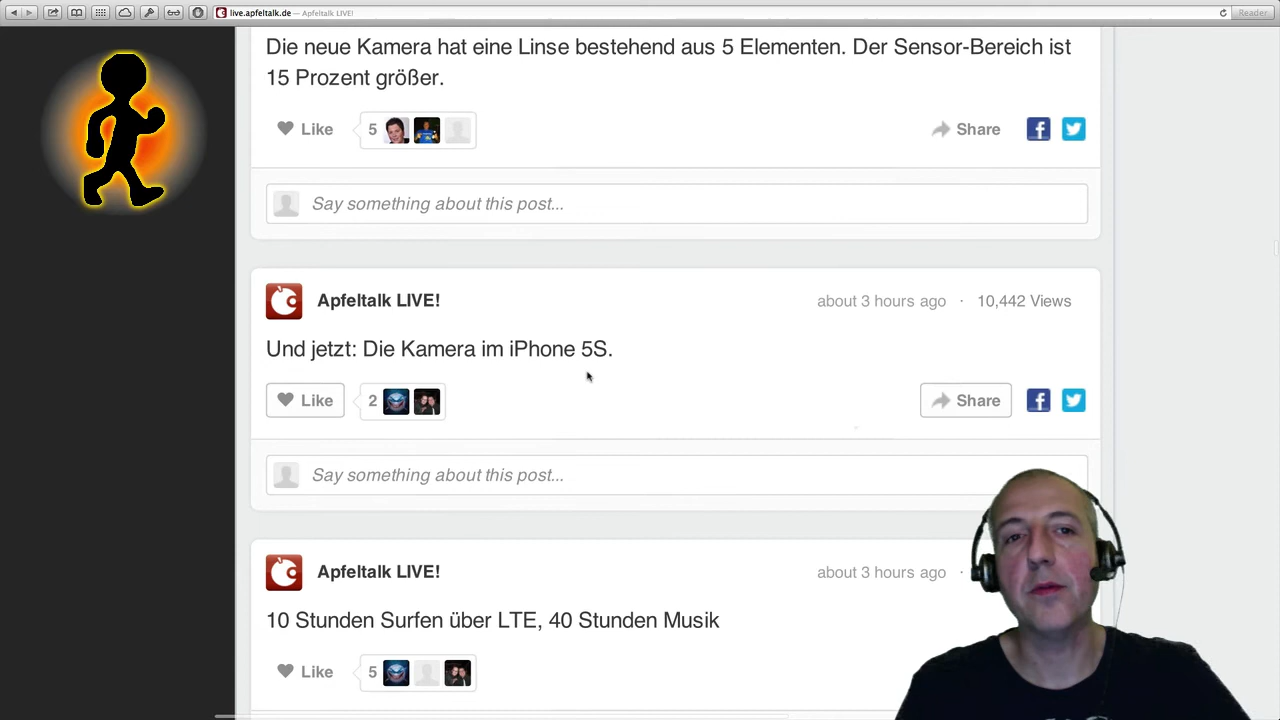 live.apfeltalk.de — Apfeltalk LIVE!
Reader
Die neue Kamera hat eine Linse bestehend aus 5 Elementen. Der Sensor-Bereich ist
15 Prozent größer.
Like
5
Share
Say something about this post...
Apfeltalk LIVE!
about 3 hours ago · 10,442 Views
Und jetzt: Die Kamera im iPhone 5S.
Like
2
Share
Say something about this post...
Apfeltalk LIVE!
about 3 hours ago ·
10 Stunden Surfen über LTE, 40 Stunden Musik
Like
5